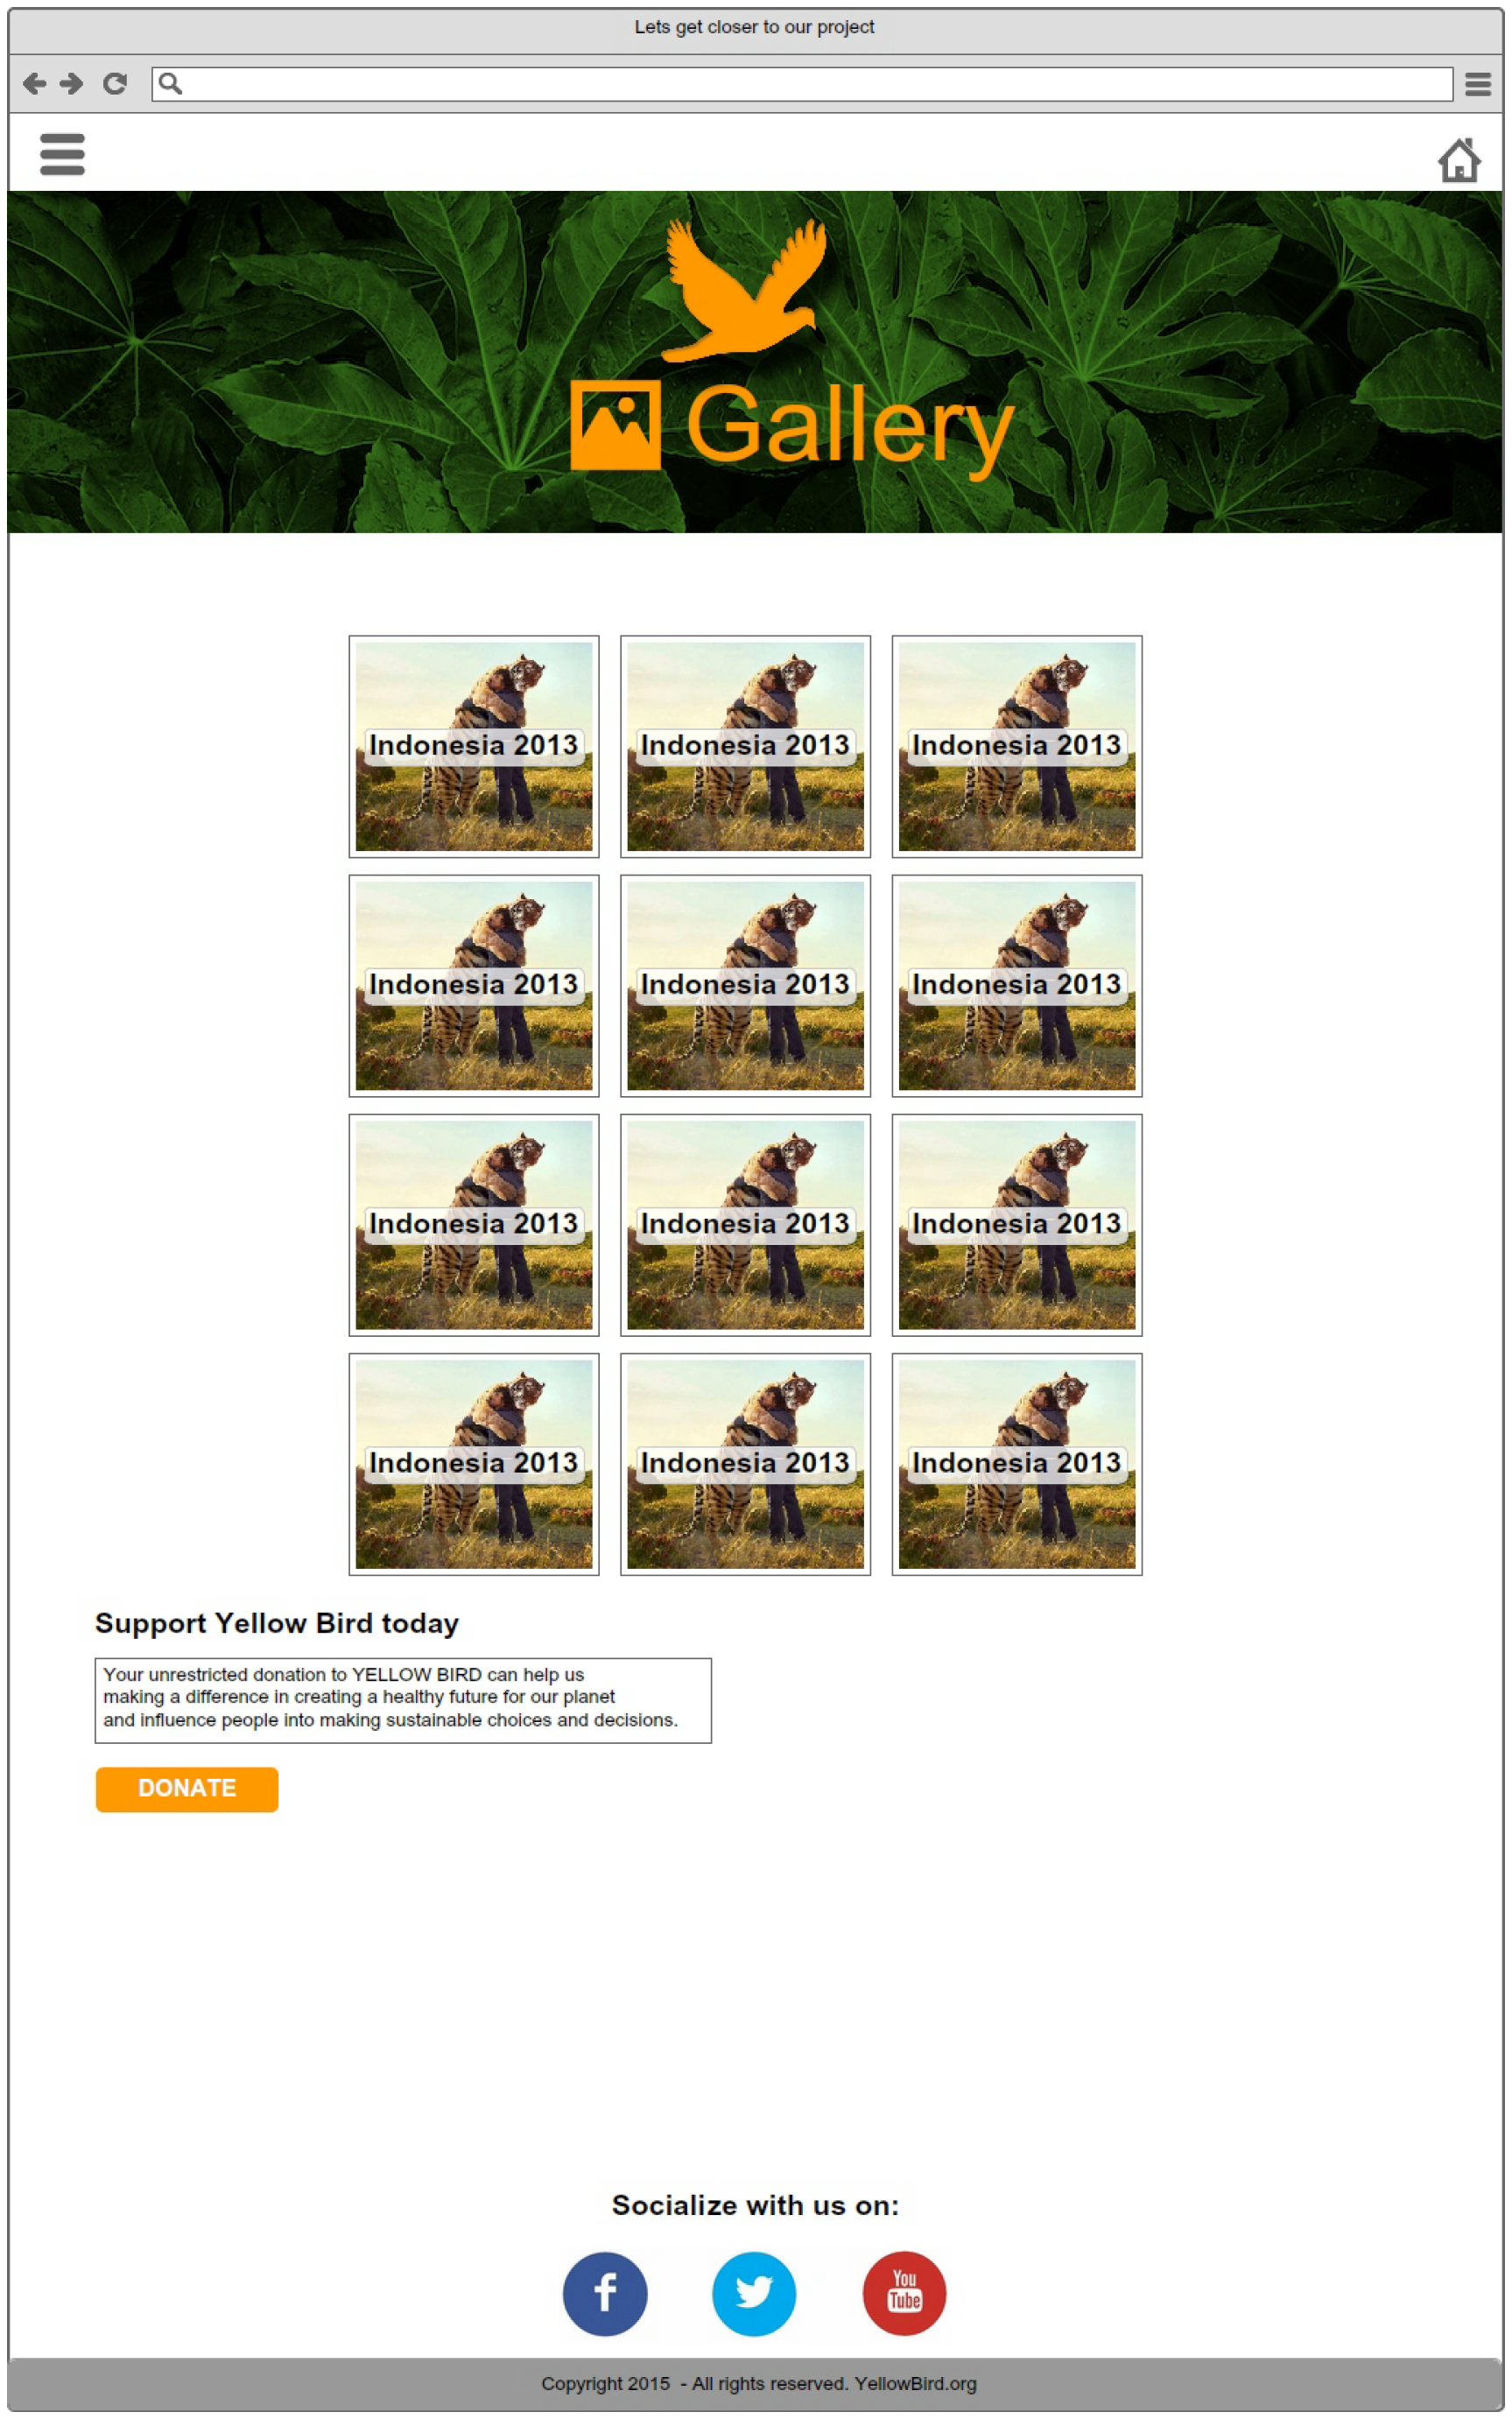 Lets get closer to our project
Gallery
Indonesia 2013 Indonesia 2013 Indonesia 2013
Indonesia 2013 Indonesia 2013 Indonesia 2013
Indonesia 2013 Indonesia 2013 Indonesia 2013
Indonesia 2013 Indonesia 2013 Indonesia 2013
Support Yellow Bird today
Your unrestricted donation to YELLOW BIRD can help us
making a difference in creating a healthy future for our planet
and influence people into making sustainable choices and decisions.
DONATE
Socialize with us on:
f
You
Tube
Copyright 2015 - All rights reserved. YellowBird.org